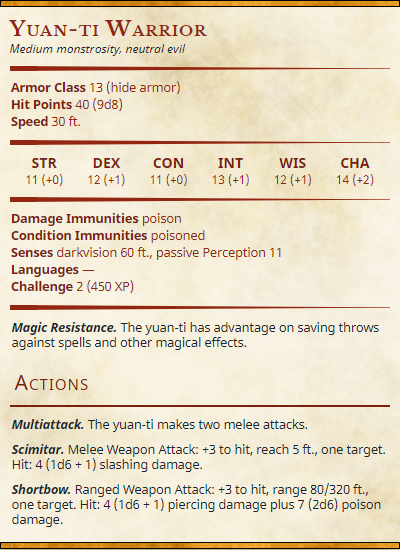 Yuan-ti Warrior
Medium monstrosity, neutral evil
Armor Class 13 (hide armor)
Hit Points 40 (9d8)
Speed 30 ft.
STR DEX CON INT WIS CHA
11 (+0) 12 (+1) 11 (+0) 13 (+1) 12 (+1) 14 (+2)
Damage Immunities poison
Condition Immunities poisoned
Senses darkvision 60 ft., passive Perception 11
Languages —
Challenge 2 (450 XP)
Magic Resistance. The yuan-ti has advantage on saving throws
against spells and other magical effects.
Actions
Multiattack. The yuan-ti makes two melee attacks.
Scimitar. Melee Weapon Attack: +3 to hit, reach 5 ft., one target.
Hit: 4 (1d6 + 1) slashing damage.
Shortbow. Ranged Weapon Attack: +3 to hit, range 80/320 ft.,
one target. Hit: 4 (1d6 + 1) piercing damage plus 7 (2d6) poison
damage.